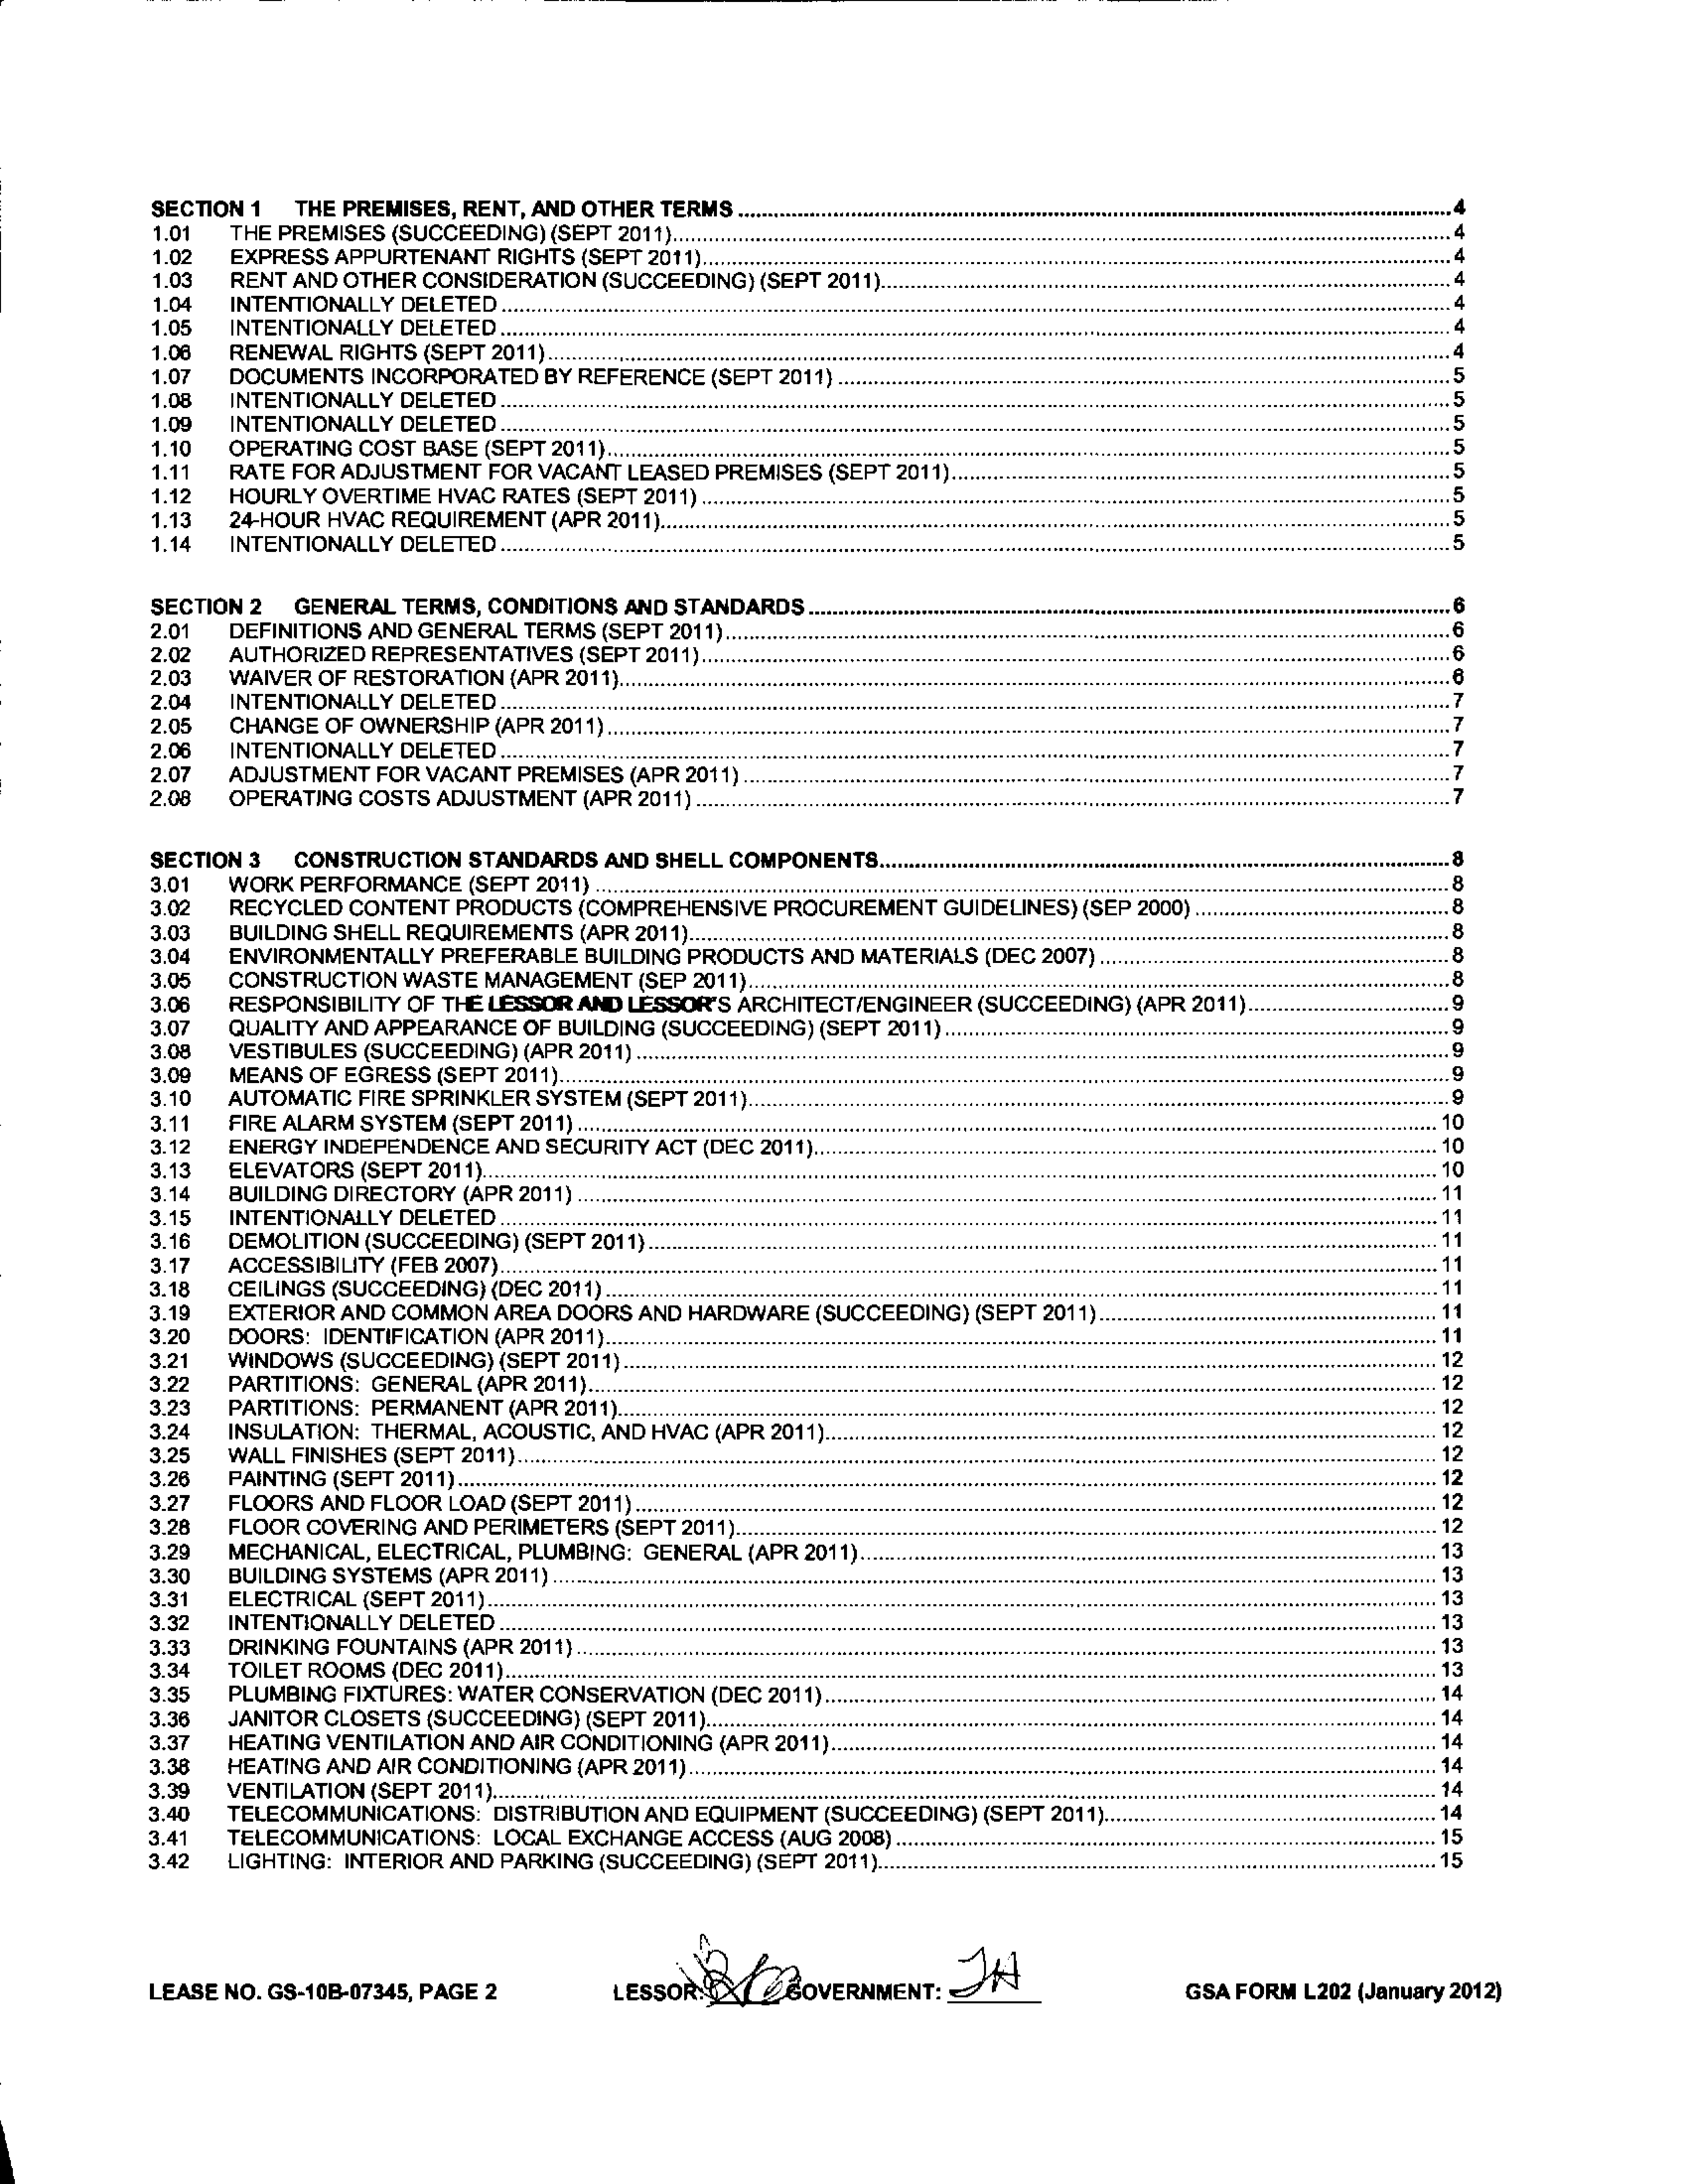 SECTION 1 THE PREMISES, RENT, AND OTHER TERMS 4
1.01 THE PREMISES (SUCCEEDING) (SEPT 2011) 4
1.02 EXPRESS APPURTENANT RIGHTS (SEPT 2011) 4
1.03 RENT AND OTHER CONSIDERATION (SUCCEEDING) (SEPT 2011) 4
1.04 INTENTIONALLY DELETED 4
1.05 INTENTIONALLY DELETED 4
1.06 RENEWAL RIGHTS (SEPT 2011) 4
1.07 DOCUMENTS INCORPORATED BY REFERENCE (SEPT 2011) 5
1.08 INTENTIONALLY DELETED 5
1.09 INTENTIONALLY DELETED 5
1.10 OPERATING COST BASE (SEPT 2011) 5
1.11 RATE FOR ADJUSTMENT FOR VACANT LEASED PREMISES (SEPT 2011) 5
1.12 HOURLY OVERTIME HVAC RATES (SEPT 2011) 5
1.13 24-HOUR HVAC REQUIREMENT (APR 2011) 5
1.14 INTENTIONALLY DELETED 5
SECTION 2 GENERAL TERMS, CONDITIONS AND STANDARDS 6
2.01 DEFINITIONS AND GENERAL TERMS (SEPT 2011) 6
2.02 AUTHORIZED REPRESENTATIVES (SEPT 2011) 6
2.03 WAIVER OF RESTORATION (APR 2011) 6
2.04 INTENTIONALLY DELETED 7
2.05 CHANGE OF OWNERSHIP (APR 2011) 7
2.06 INTENTIONALLY DELETED 7
2.07 ADJUSTMENT FOR VACANT PREMISES (APR 2011) 7
2.08 OPERATING COSTS ADJUSTMENT (APR 2011) 7
SECTION 3 CONSTRUCTION STANDARDS AND SHELL COMPONENTS 8
3.01 WORK PERFORMANCE (SEPT 2011) 8
3.02 RECYCLED CONTENT PRODUCTS (COMPREHENSIVE PROCUREMENT GUIDELINES) (SEP 2000) 8
3.03 BUILDING SHELL REQUIREMENTS (APR 2011) 8
3.04 ENVIRONMENTALLY PREFERABLE BUILDING PRODUCTS AND MATERIALS (DEC 2007) 8
3.05 CONSTRUCTION WASTE MANAGEMENT (SEP 2011) 8
3.06 RESPONSIBILITY OF THE LESSOR AND LESSOR'S ARCHITECT/ENGINEER (SUCCEEDING) (APR 2011) 9
3.07 QUALITY AND APPEARANCE OF BUILDING (SUCCEEDING) (SEPT 2011) 9
3.08 VESTIBULES (SUCCEEDING) (APR 2011) 9
3.09 MEANS OF EGRESS (SEPT 2011) 9
3.10 AUTOMATIC FIRE SPRINKLER SYSTEM (SEPT 2011) 9
3.11 FIRE ALARM SYSTEM (SEPT 2011) 10
3.12 ENERGY INDEPENDENCE AND SECURITY ACT (DEC 2011) 10
3.13 ELEVATORS (SEPT 2011) 10
3.14 BUILDING DIRECTORY (APR 2011) 11
3.15 INTENTIONALLY DELETED 11
3.16 DEMOLITION (SUCCEEDING) (SEPT 2011) 11
3.17 ACCESSIBILITY (FEB 2007) 11
3.18 CEILINGS (SUCCEEDING) (DEC 2011) 11
3.19 EXTERIOR AND COMMON AREA DOORS AND HARDWARE (SUCCEEDING) (SEPT 2011) 11
3.20 DOORS: IDENTIFICATION (APR 2011) 11
3.21 WINDOWS (SUCCEEDING) (SEPT 2011) 12
3.22 PARTITIONS: GENERAL (APR 2011) 12
3.23 PARTITIONS: PERMANENT (APR 2011) 12
3.24 INSULATION: THERMAL, ACOUSTIC, AND HVAC (APR 2011) 12
3.25 WALL FINISHES (SEPT 2011) 12
3.26 PAINTING (SEPT 2011) 12
3.27 FLOORS AND FLOOR LOAD (SEPT 2011) 12
3.28 FLOOR COVERING AND PERIMETERS (SEPT 2011) 12
3.29 MECHANICAL, ELECTRICAL, PLUMBING: GENERAL (APR 2011) 13
3.30 BUILDING SYSTEMS (APR 2011) 13
3.31 ELECTRICAL (SEPT 2011) 13
3.32 INTENTIONALLY DELETED 13
3.33 DRINKING FOUNTAINS (APR 2011) 13
3.34 TOILET ROOMS (DEC 2011) 13
3.35 PLUMBING FIXTURES: WATER CONSERVATION (DEC 2011) 14
3.36 JANITOR CLOSETS (SUCCEEDING) (SEPT 2011) 14
3.37 HEATING VENTILATION AND AIR CONDITIONING (APR 2011) 14
3.38 HEATING AND AIR CONDITIONING (APR 2011) 14
3.39 VENTILATION (SEPT 2011) 14
3.40 TELECOMMUNICATIONS: DISTRIBUTION AND EQUIPMENT (SUCCEEDING) (SEPT 2011) 14
3.41 TELECOMMUNICATIONS: LOCAL EXCHANGE ACCESS (AUG 2008) 15
3.42 LIGHTING: INTERIOR AND PARKING (SUCCEEDING) (SEPT 2011) 15
LEASE NO. GS-10B-07345, PAGE 2 LESSOR: GOVERNMENT: GSA FORM L202 (January 2012)